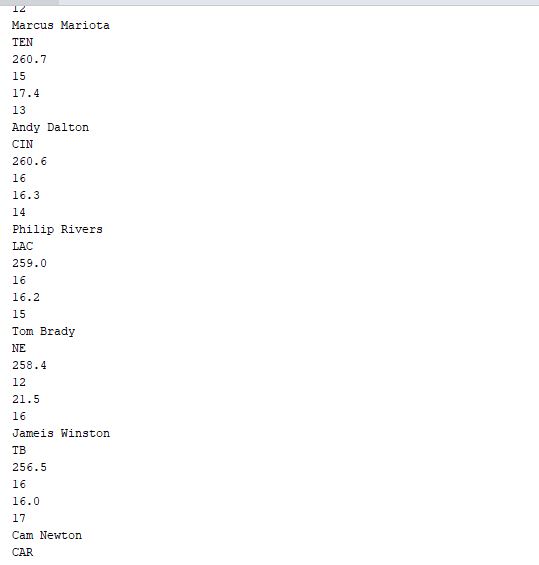 12
Marcus Mariota
TEN
260.7
15
17.4
13
Andy Dalton
CIN
260.6
16
16.3
14
Philip Rivers
LAC
259.0
16
16.2
15
Tom Brady
NE
258.4
12
21.5
16
Jameis Winston
TB
256.5
16
16.0
17
Cam Newton
CAR